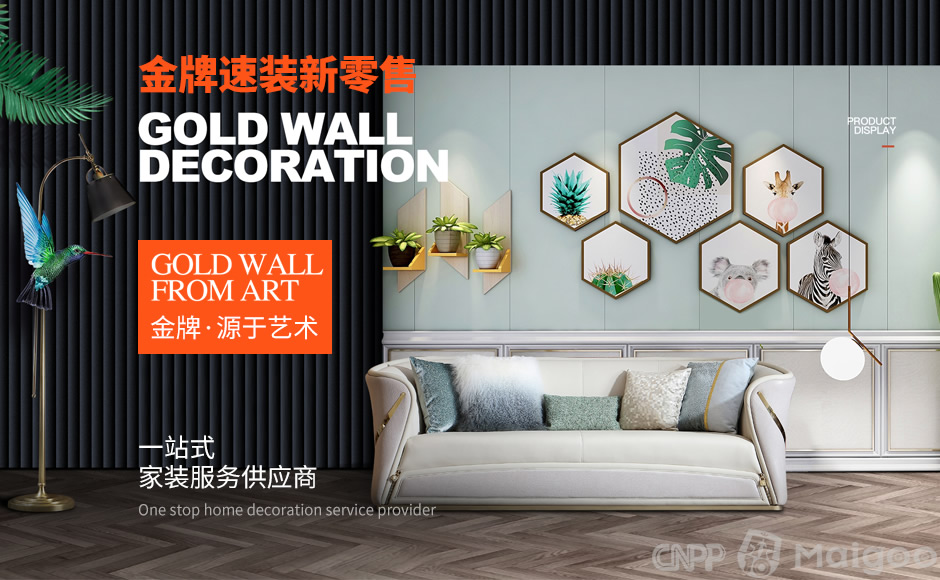 金牌速装新零售
GOLD WALL
DECORATION
PRODUCT
DISPLAY
GOLD WALL
FROM ART
金牌·源于艺术
一站式
家装服务供应商
One stop home decoration service provider
CNPP Maigoo